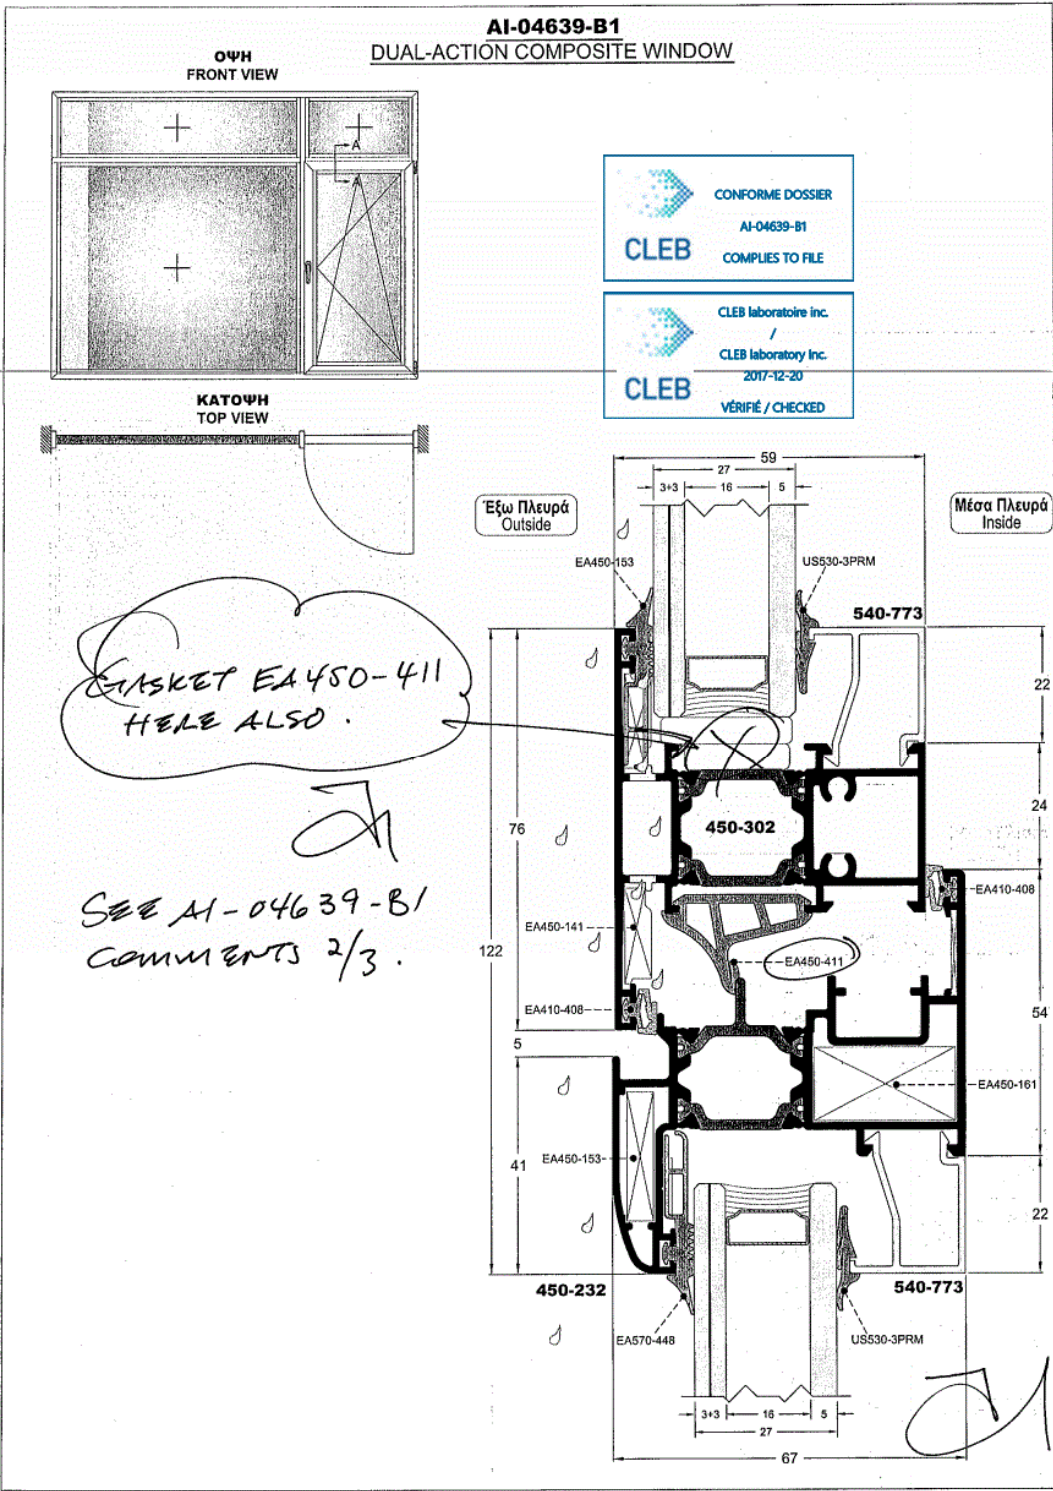 AI-04639-B1
DUAL-ACTION COMPOSITE WINDOW
ΟΨΗ
FRONT VIEW
A
A
CLEB
CONFORME DOSSIER
AI-04639-B1
COMPLIES TO FILE
CLEB
CLEB laboratoire inc.
/
CLEB laboratory Inc.
2017-12-20
VÉRIFIÉ / CHECKED
ΚΑΤΟΨΗ
TOP VIEW
59
27
3+3 16 5
Έξω Πλευρά
Outside
Μέσα Πλευρά
Inside
EA450-153
US530-3PRM
540-773
GASKET EA450-411
HERE ALSO.
22
24
76
450-302
EA410-408
SEE AI-04639-B1
COMMENTS 2/3.
EA450-141
122
EA450-411
EA410-408
54
5
EA450-161
41
EA450-153
22
450-232
540-773
EA570-448
US530-3PRM
3+3 16 5
27
67